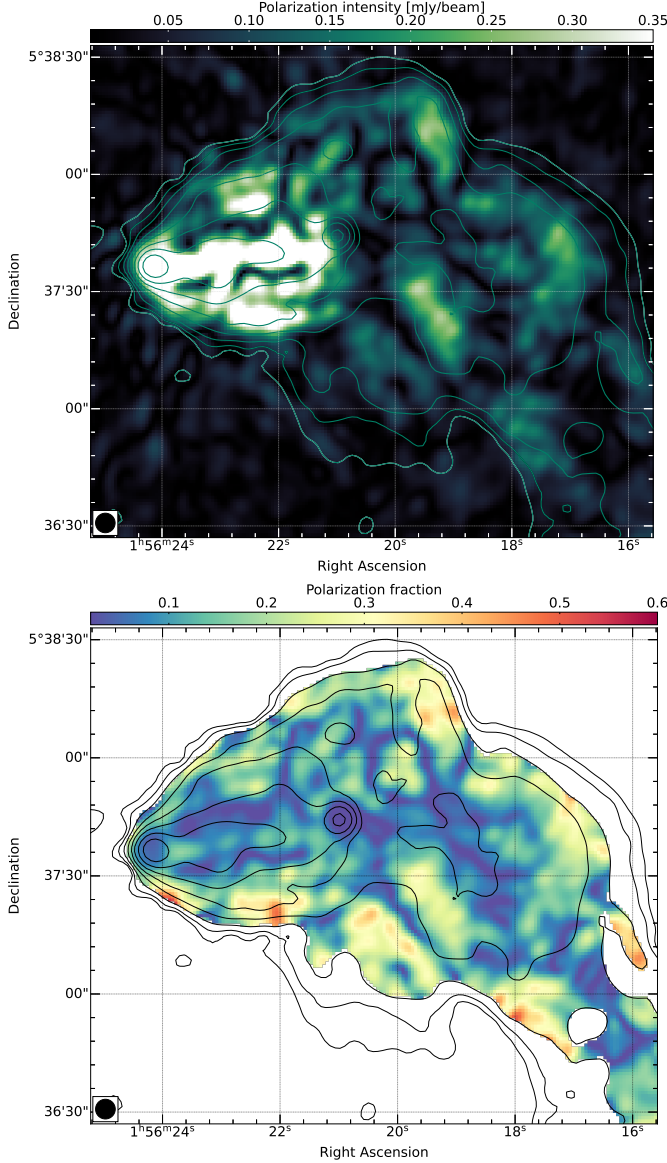 Polarization intensity [mJy/beam]
0.05 0.10 0.15 0.20 0.25 0.30 0.35
5°38'30"
00"
37'30"
00"
36'30"
Declination
1ʰ56ᵐ24ˢ 22ˢ 20ˢ 18ˢ 16ˢ
Right Ascension
Polarization fraction
0.1 0.2 0.3 0.4 0.5 0.6
5°38'30"
00"
37'30"
00"
36'30"
Declination
1ʰ56ᵐ24ˢ 22ˢ 20ˢ 18ˢ 16ˢ
Right Ascension